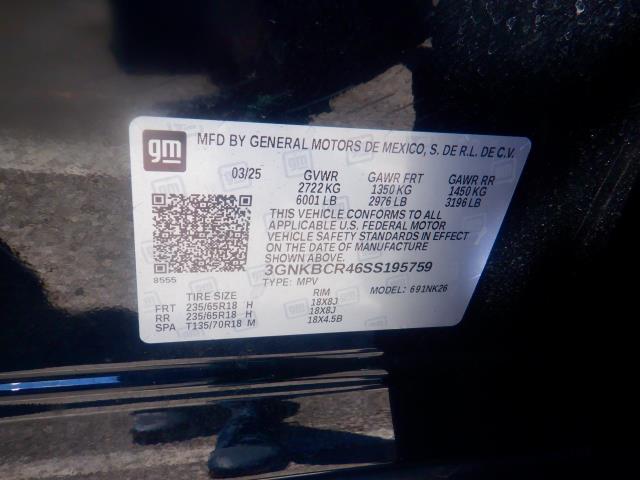 gm
MFD BY GENERAL MOTORS DE MEXICO, S. DE R.L. DE C.V.
03/25 GVWR GAWR FRT GAWR RR
2722 KG 1350 KG 1450 KG
6001 LB 2976 LB 3196 LB
THIS VEHICLE CONFORMS TO ALL
APPLICABLE U.S. FEDERAL MOTOR
VEHICLE SAFETY STANDARDS IN EFFECT
ON THE DATE OF MANUFACTURE
SHOWN ABOVE.
3GNKBCR46SS195759
8555 TYPE: MPV MODEL: 691NK26
TIRE SIZE RIM
FRT 235/65R18 H 18X8J
RR 235/65R18 H 18X8J
SPA T135/70R18 M 18X4.5B